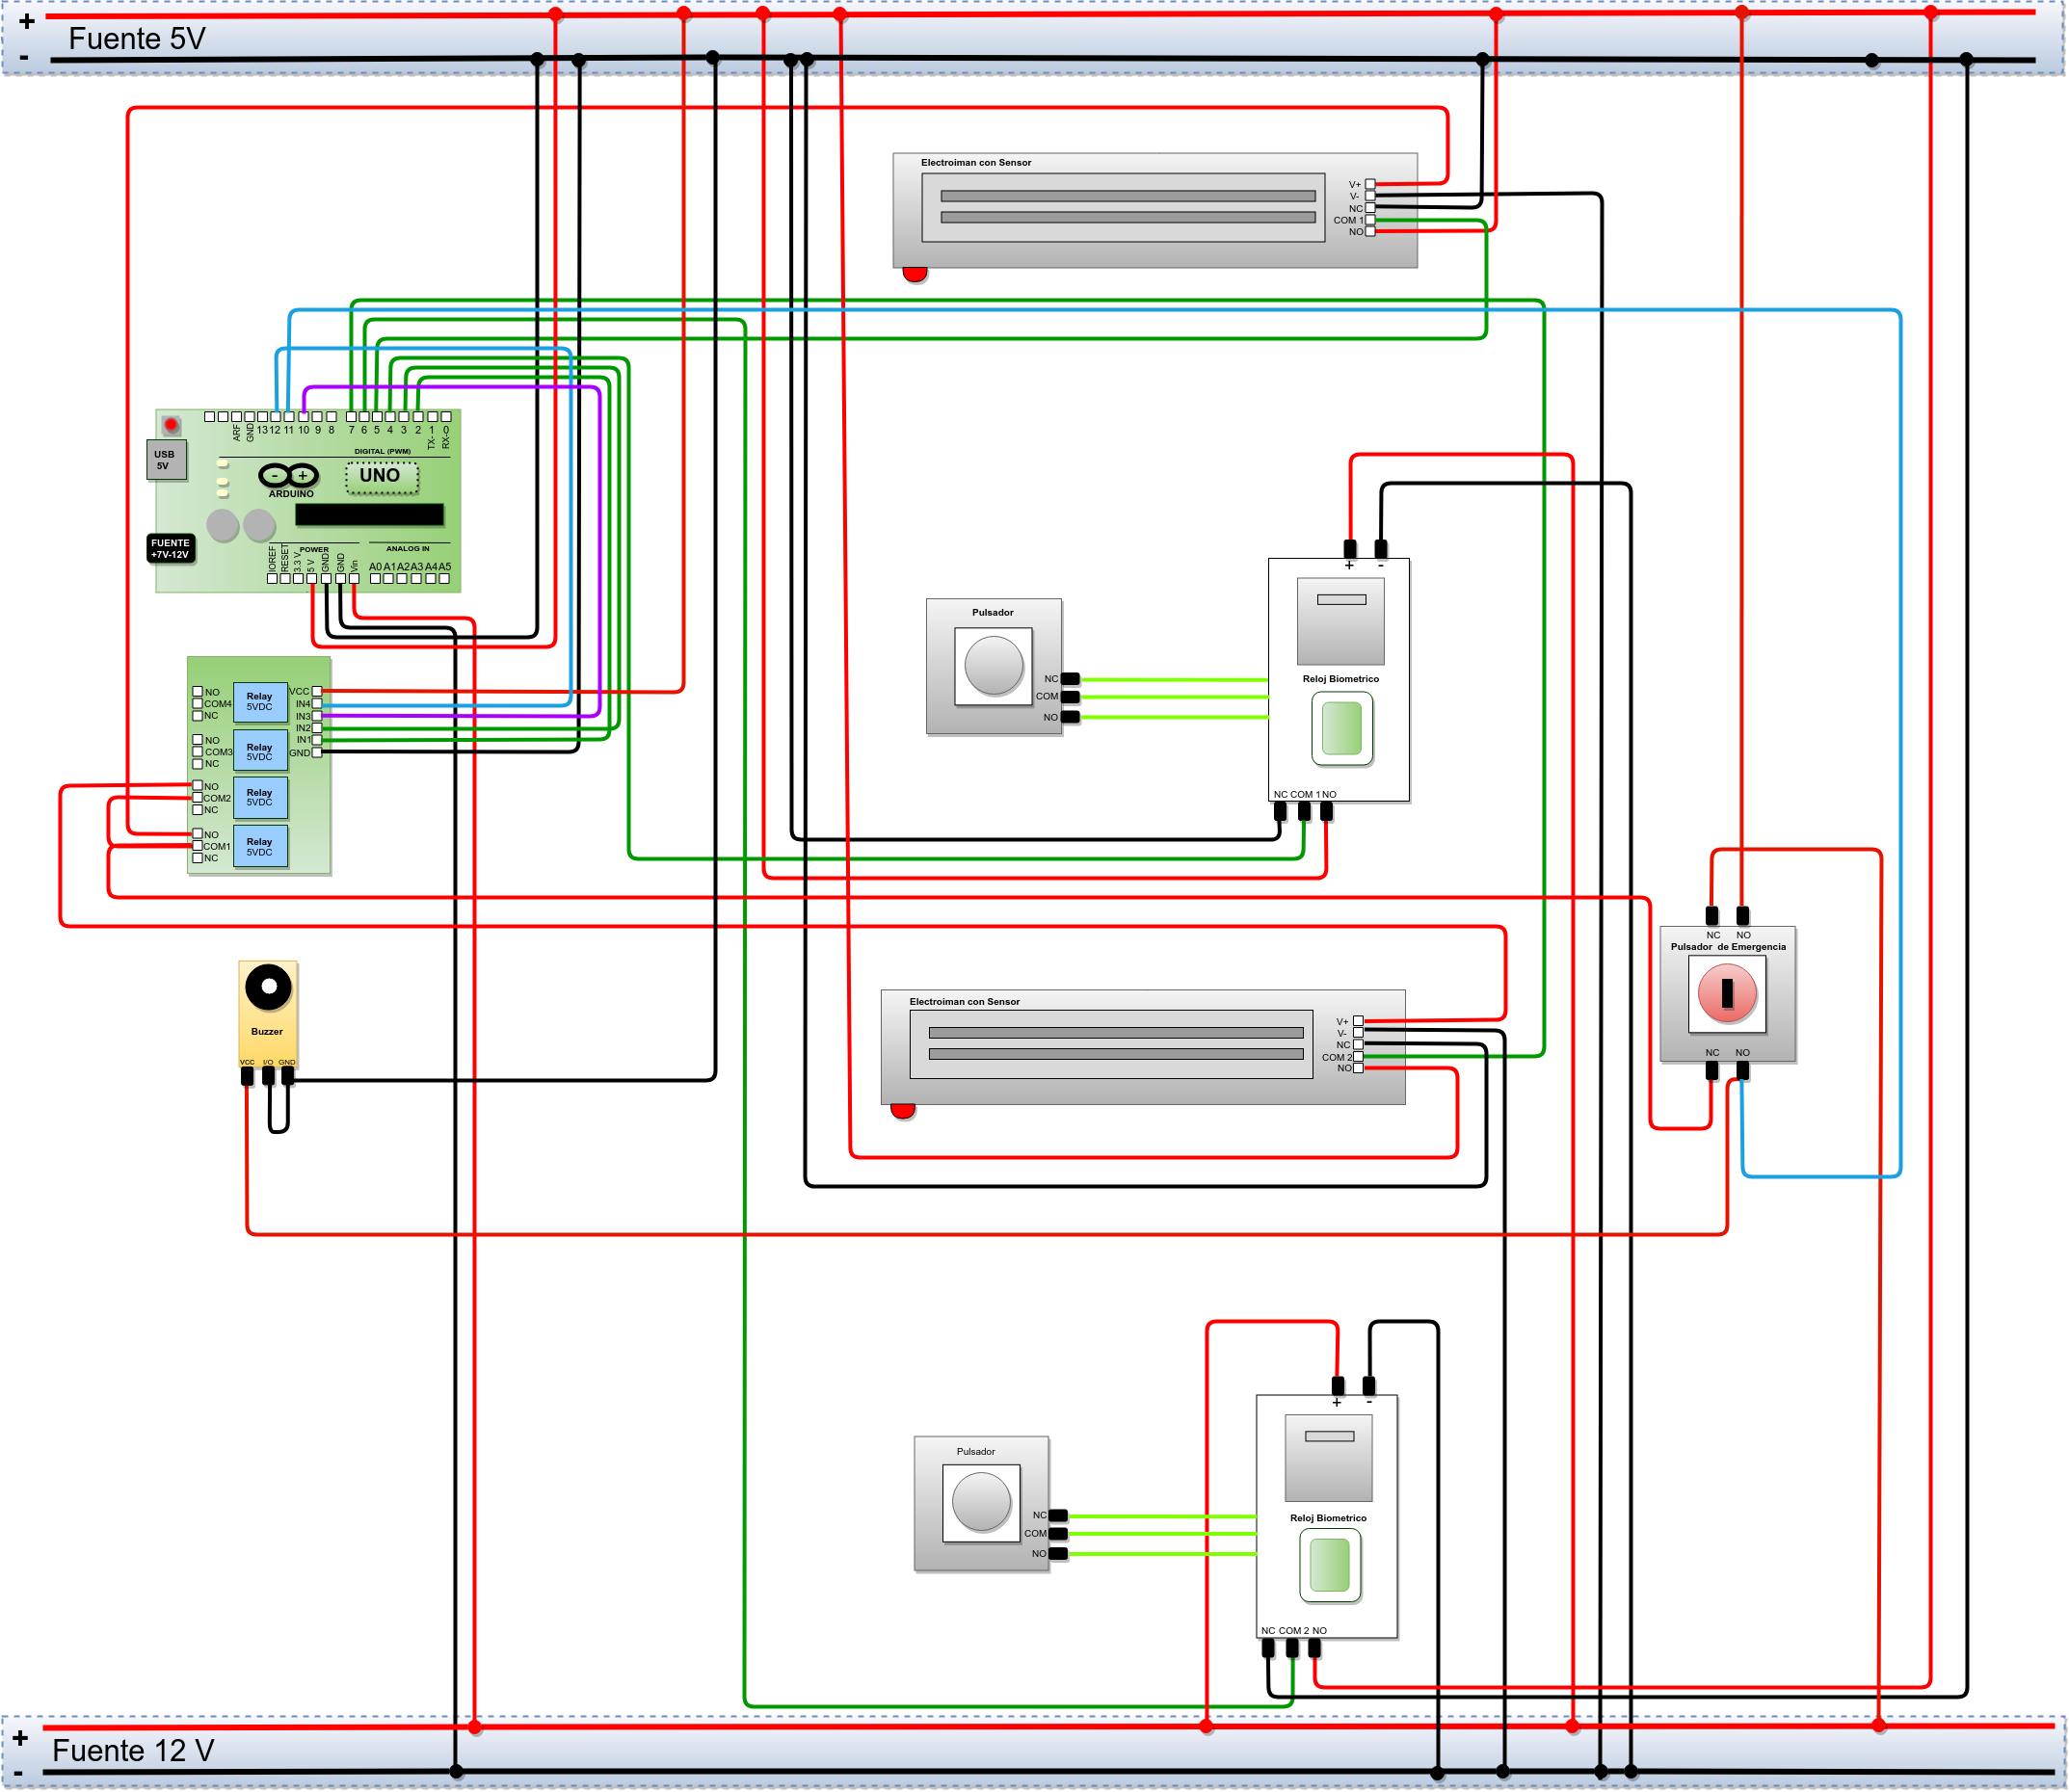 +
Fuente 5V
-
Electroiman con Sensor
V+
V-
NC
COM 1
NO
ARF
GND
13 12 11 10 9 8 7 6 5 4 3 2 1 0
TX-
RX-
DIGITAL (PWM)
USB
5V
- +
UNO
ARDUINO
FUENTE
+7V-12V
POWER
ANALOG IN
IOREF
RESET
3.3 V
5 V
GND
GND
Vin
A0 A1 A2 A3 A4 A5
+ -
Pulsador
NC
COM
NO
Reloj Biometrico
NC COM 1 NO
NO
COM4
NC
Relay
5VDC
VCC
IN4
IN3
IN2
IN1
GND
NO
COM3
NC
Relay
5VDC
NO
COM2
NC
Relay
5VDC
NO
COM1
NC
Relay
5VDC
NC NO
Pulsador de Emergencia
NC NO
Buzzer
VCC I/O GND
Electroiman con Sensor
V+
V-
NC
COM 2
NO
+ -
Pulsador
NC
COM
NO
Reloj Biometrico
NC COM 2 NO
+
Fuente 12 V
-